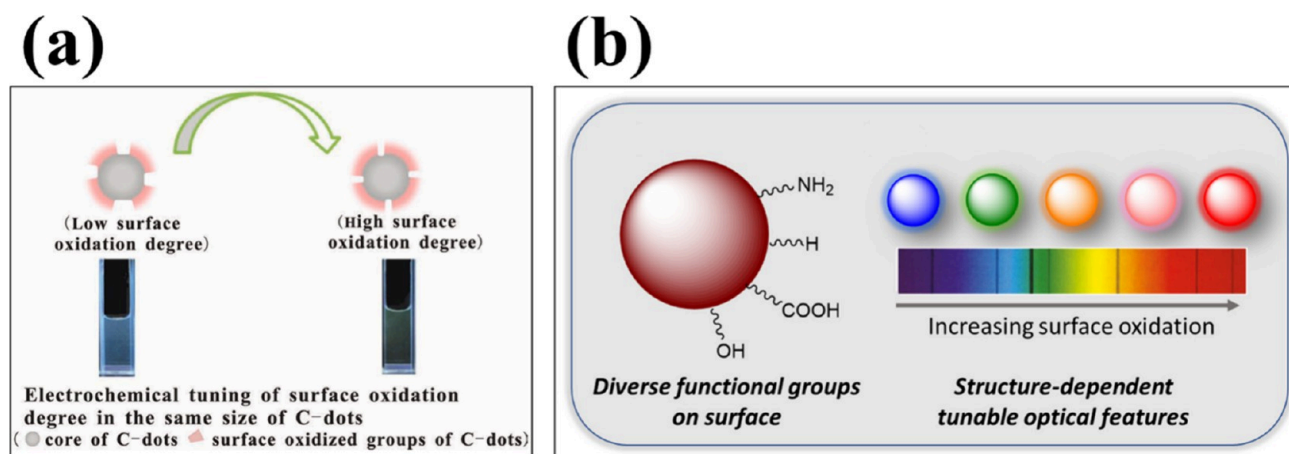 (a)
(Low surface
oxidation degree)
(High surface
oxidation degree)
Electrochemical tuning of surface oxidation
degree in the same size of C-dots
( core of C-dots surface oxidized groups of C-dots)
(b)
NH₂
H
COOH
OH
Diverse functional groups
on surface
Increasing surface oxidation
Structure-dependent
tunable optical features